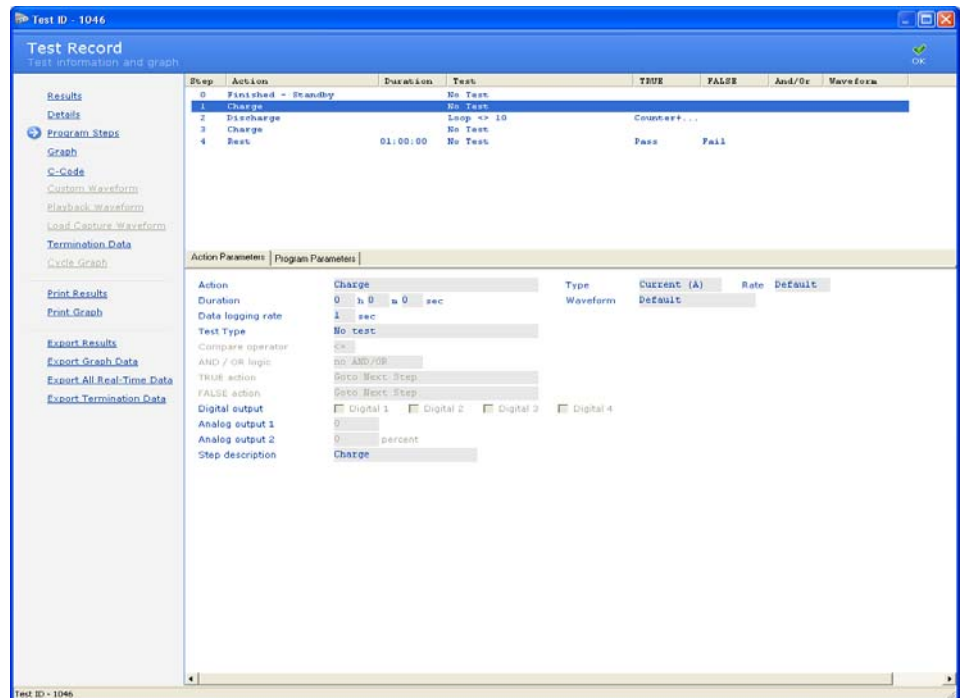 Test ID - 1046
Test Record
Test information and graph
OK
Results
Details
Program Steps
Graph
C-Code
Custom Waveform
Playback Waveform
Load Capture Waveform
Termination Data
Cycle Graph
Print Results
Print Graph
Export Results
Export Graph Data
Export All Real-Time Data
Export Termination Data
Step Action Duration Test TRUE FALSE And/Or Waveform
0 Finished - Standby No Test
1 Charge No Test
2 Discharge Loop <> 10 Counter+...
3 Charge No Test
4 Rest 01:00:00 No Test Pass Fail
Action Parameters Program Parameters
Action Charge Type Current (A) Rate Default
Duration 0 h 0 m 0 sec Waveform Default
Data logging rate 1 sec
Test Type No test
Compare operator <=
AND / OR logic no AND/OR
TRUE action Goto Next Step
FALSE action Goto Next Step
Digital output Digital 1 Digital 2 Digital 3 Digital 4
Analog output 1 0
Analog output 2 0 percent
Step description Charge
Test ID - 1046